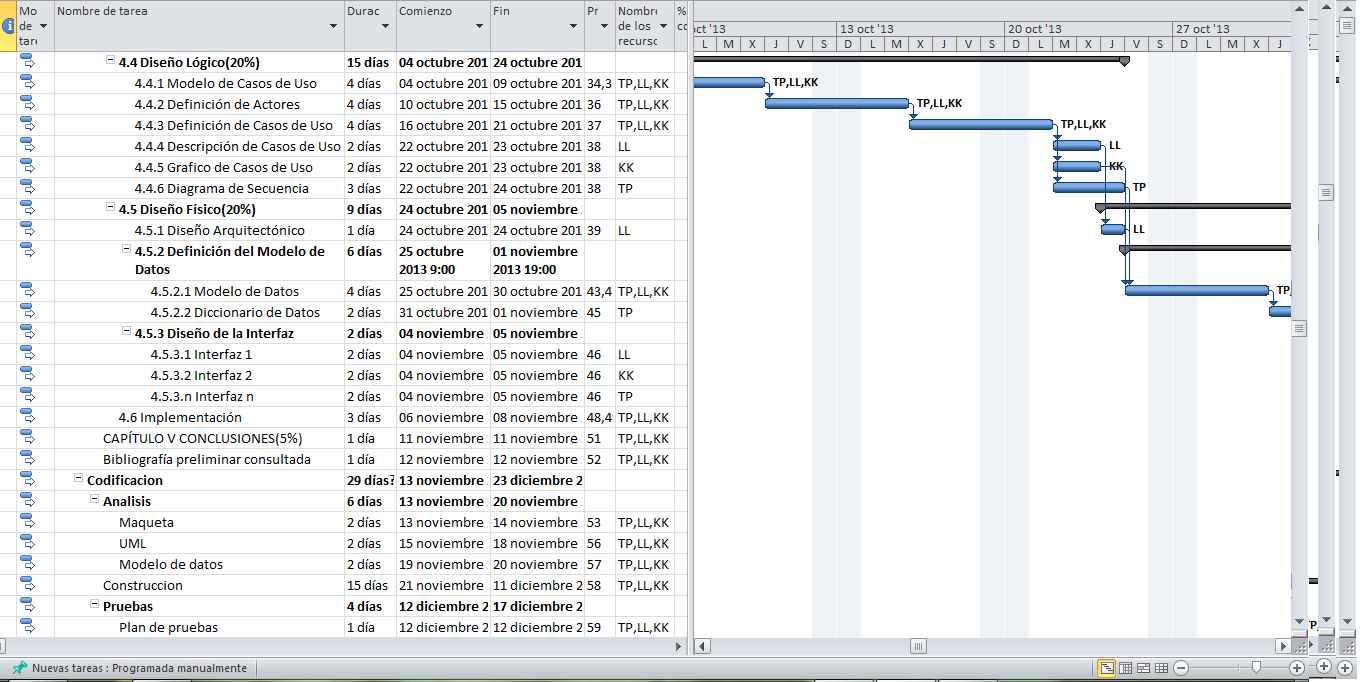 Mo de tare Nombre de tarea Durac Comienzo Fin Pr Nombre de los recurso %
oct '13 13 oct '13 20 oct '13 27 oct '13
L M X J V S D L M X J V S D L M X J V S D L M X J
4.4 Diseño Lógico(20%) 15 días 04 octubre 201 24 octubre 201
4.4.1 Modelo de Casos de Uso 4 días 04 octubre 201 09 octubre 201 34,3 TP,LL,KK TP,LL,KK
4.4.2 Definición de Actores 4 días 10 octubre 201 15 octubre 201 36 TP,LL,KK TP,LL,KK
4.4.3 Definición de Casos de Uso 4 días 16 octubre 201 21 octubre 201 37 TP,LL,KK TP,LL,KK
4.4.4 Descripción de Casos de Uso 2 días 22 octubre 201 23 octubre 201 38 LL LL
4.4.5 Grafico de Casos de Uso 2 días 22 octubre 201 23 octubre 201 38 KK KK
4.4.6 Diagrama de Secuencia 3 días 22 octubre 201 24 octubre 201 38 TP TP
4.5 Diseño Físico(20%) 9 días 24 octubre 201 05 noviembre
4.5.1 Diseño Arquitectónico 1 día 24 octubre 201 24 octubre 201 39 LL LL
4.5.2 Definición del Modelo de 6 días 25 octubre 01 noviembre
Datos 2013 9:00 2013 19:00
4.5.2.1 Modelo de Datos 4 días 25 octubre 201 30 octubre 201 43,4 TP,LL,KK TP,
4.5.2.2 Diccionario de Datos 2 días 31 octubre 201 01 noviembre 45 TP
4.5.3 Diseño de la Interfaz 2 días 04 noviembre 05 noviembre
4.5.3.1 Interfaz 1 2 días 04 noviembre 05 noviembre 46 LL
4.5.3.2 Interfaz 2 2 días 04 noviembre 05 noviembre 46 KK
4.5.3.n Interfaz n 2 días 04 noviembre 05 noviembre 46 TP
4.6 Implementación 3 días 06 noviembre 08 noviembre 48,4 TP,LL,KK
CAPÍTULO V CONCLUSIONES(5%) 1 día 11 noviembre 11 noviembre 51 TP,LL,KK
Bibliografía preliminar consultada 1 día 12 noviembre 12 noviembre 52 TP,LL,KK
Codificacion 29 días? 13 noviembre 23 diciembre 2
Analisis 6 días 13 noviembre 20 noviembre
Maqueta 2 días 13 noviembre 14 noviembre 53 TP,LL,KK
UML 2 días 15 noviembre 18 noviembre 56 TP,LL,KK
Modelo de datos 2 días 19 noviembre 20 noviembre 57 TP,LL,KK
Construccion 15 días 21 noviembre 11 diciembre 2 58 TP,LL,KK
Pruebas 4 días 12 diciembre 2 17 diciembre 2
Plan de pruebas 1 día 12 diciembre 2 12 diciembre 2 59 TP,LL,KK
Nuevas tareas : Programada manualmente